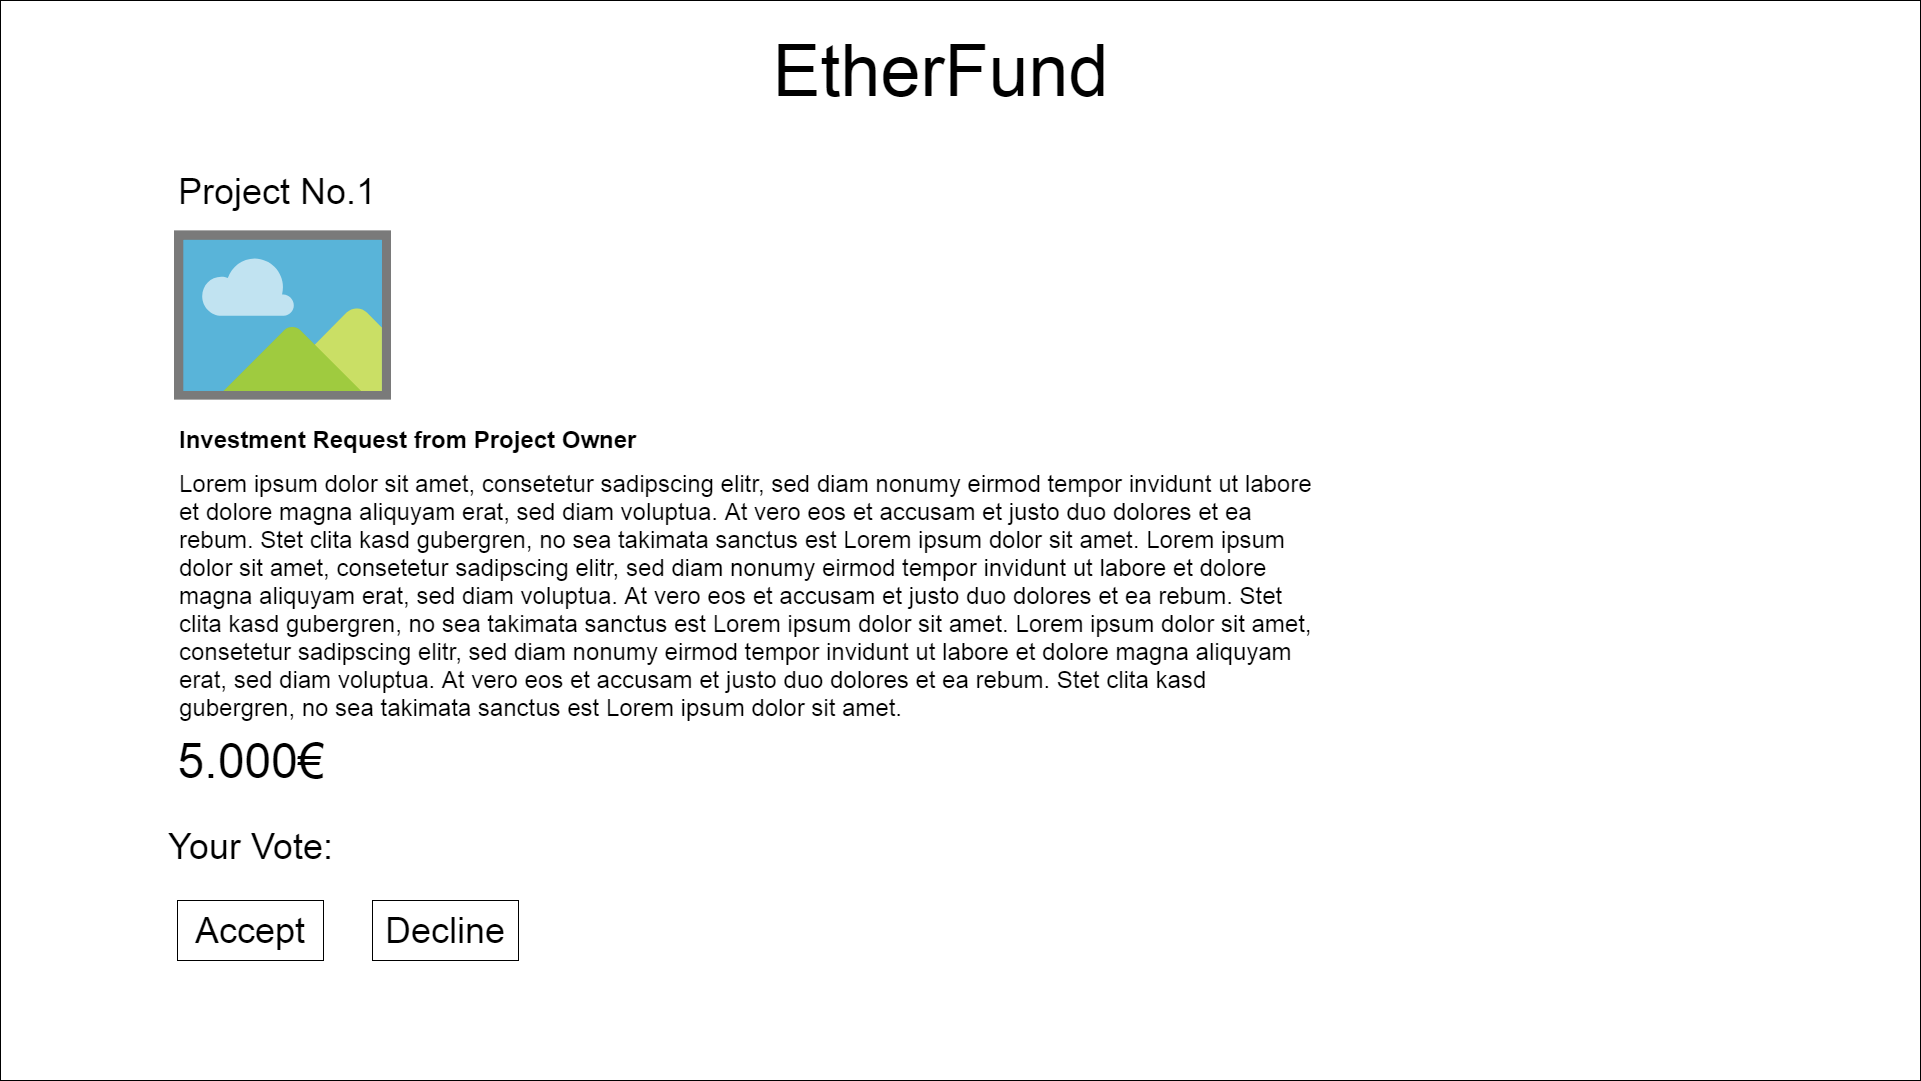 EtherFund
Project No.1
Investment Request from Project Owner
Lorem ipsum dolor sit amet, consetetur sadipscing elitr, sed diam nonumy eirmod tempor invidunt ut labore
et dolore magna aliquyam erat, sed diam voluptua. At vero eos et accusam et justo duo dolores et ea
rebum. Stet clita kasd gubergren, no sea takimata sanctus est Lorem ipsum dolor sit amet. Lorem ipsum
dolor sit amet, consetetur sadipscing elitr, sed diam nonumy eirmod tempor invidunt ut labore et dolore
magna aliquyam erat, sed diam voluptua. At vero eos et accusam et justo duo dolores et ea rebum. Stet
clita kasd gubergren, no sea takimata sanctus est Lorem ipsum dolor sit amet. Lorem ipsum dolor sit amet,
consetetur sadipscing elitr, sed diam nonumy eirmod tempor invidunt ut labore et dolore magna aliquyam
erat, sed diam voluptua. At vero eos et accusam et justo duo dolores et ea rebum. Stet clita kasd
gubergren, no sea takimata sanctus est Lorem ipsum dolor sit amet.
5.000€
Your Vote:
Accept
Decline